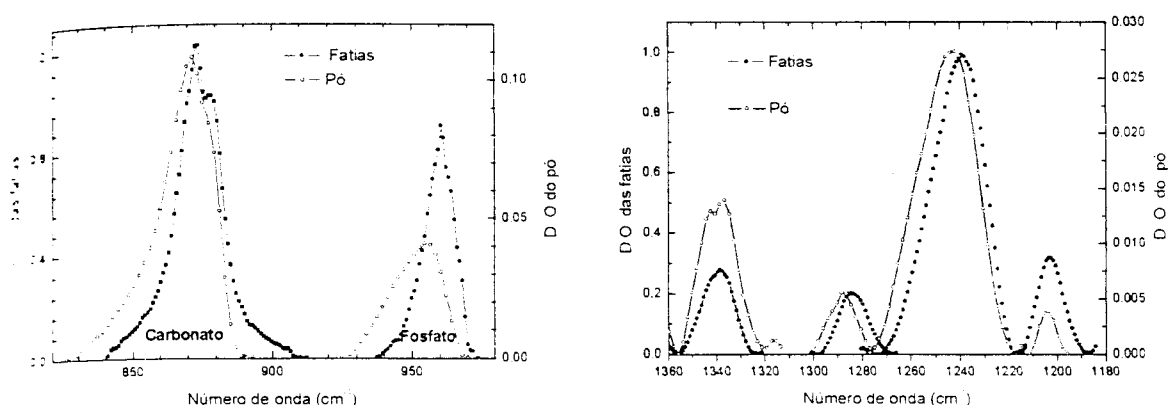 Fatias
Pó
0.10
0.05
0.00
D O do pó
Carbonato
Fosfato
850
900
950
Número de onda (cm
1.0
0.8
0.6
0.4
0.2
0.0
D O das fatias
Fatias
Pó
0.030
0.025
0.020
0.015
0.010
0.005
0.000
D O do pó
1360
1340
1320
1300
1280
1260
1240
1220
1200
1180
Número de onda (cm